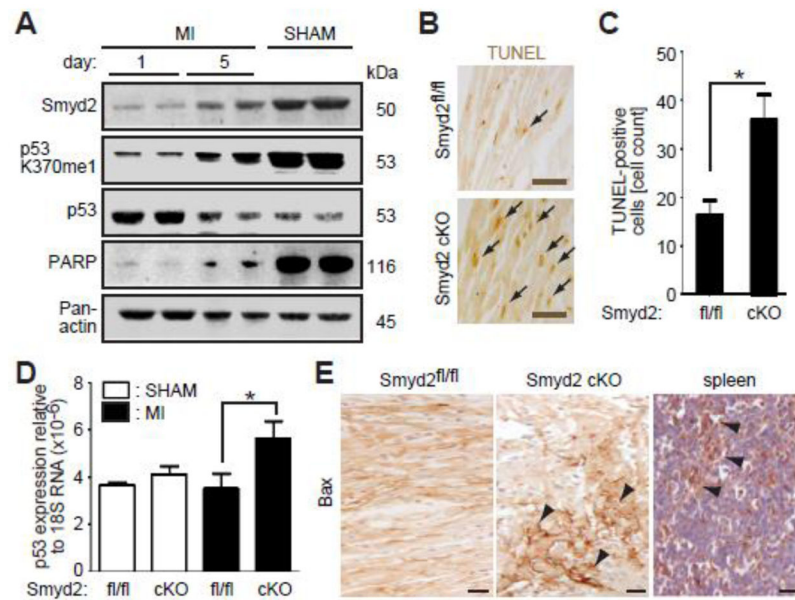 A
MI SHAM
day: 1 5 kDa
Smyd2 50
p53
K370me1 53
p53 53
PARP 116
Pan-
actin 45
B
TUNEL
Smyd2fl/fl
Smyd2 cKO
C
TUNEL-positive
cells [cell count]
50
40
30
20
10
0
*
Smyd2: fl/fl cKO
D
p53 expression relative
to 18S RNA (x10-6)
8
6
4
2
0
: SHAM
: MI
*
Smyd2: fl/fl cKO fl/fl cKO
E
Smyd2fl/fl Smyd2 cKO spleen
Bax